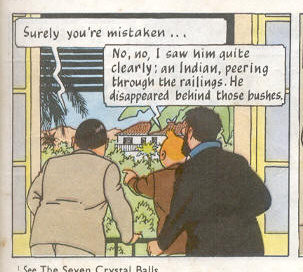 Surely you're mistaken ...
No, no, I saw him quite
clearly: an Indian, peering
through the railings. He
disappeared behind those bushes.
! See The Seven Crystal Balls